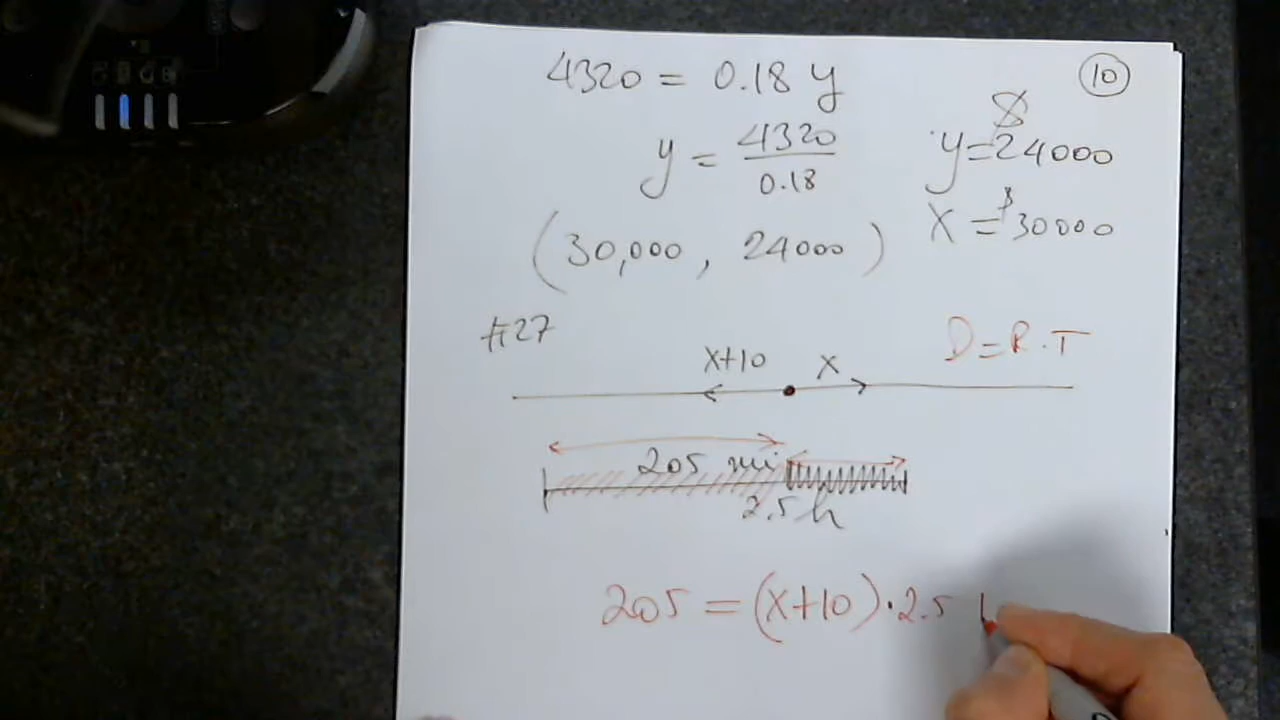 4320 = 0.18 y
10
y = 4320/0.18
$
y = 24000
x = $30000
(30,000, 24000)
#27
D = R · T
x+10
x
205 mi
2.5 h
205 = (x+10) · 2.5